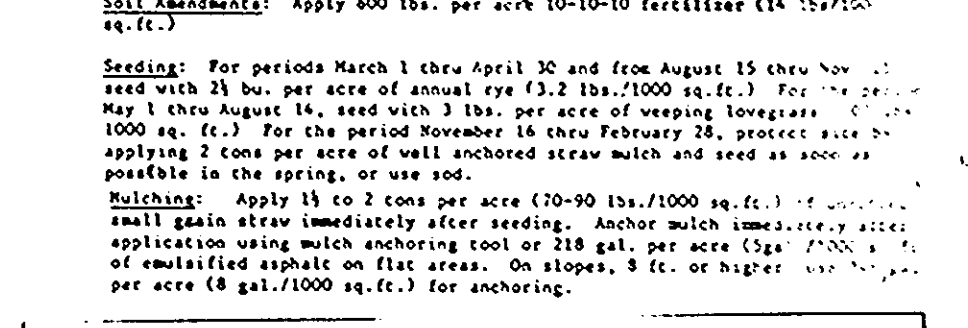 Soil Amendments: Apply 600 lbs. per acre 10-10-10 fertilizer (14 lbs/1000
sq.ft.)
Seeding: For periods March 1 thru April 30 and from August 15 thru Nov
seed with 2½ bu. per acre of annual rye (3.2 lbs./1000 sq.ft.) For the period
May 1 thru August 14, seed with 3 lbs. per acre of weeping lovegrass
1000 sq. ft.) For the period November 16 thru February 28, protect site by
applying 2 tons per acre of well anchored straw mulch and seed as soon as
possible in the spring, or use sod.
Mulching: Apply 1½ to 2 tons per acre (70-90 lbs./1000 sq.ft.) of
small grain straw immediately after seeding. Anchor mulch immediately after
application using mulch anchoring tool or 218 gal. per acre (5gal /1000 s ft
of emulsified asphalt on flat areas. On slopes, 8 ft. or higher use
per acre (8 gal./1000 sq.ft.) for anchoring.